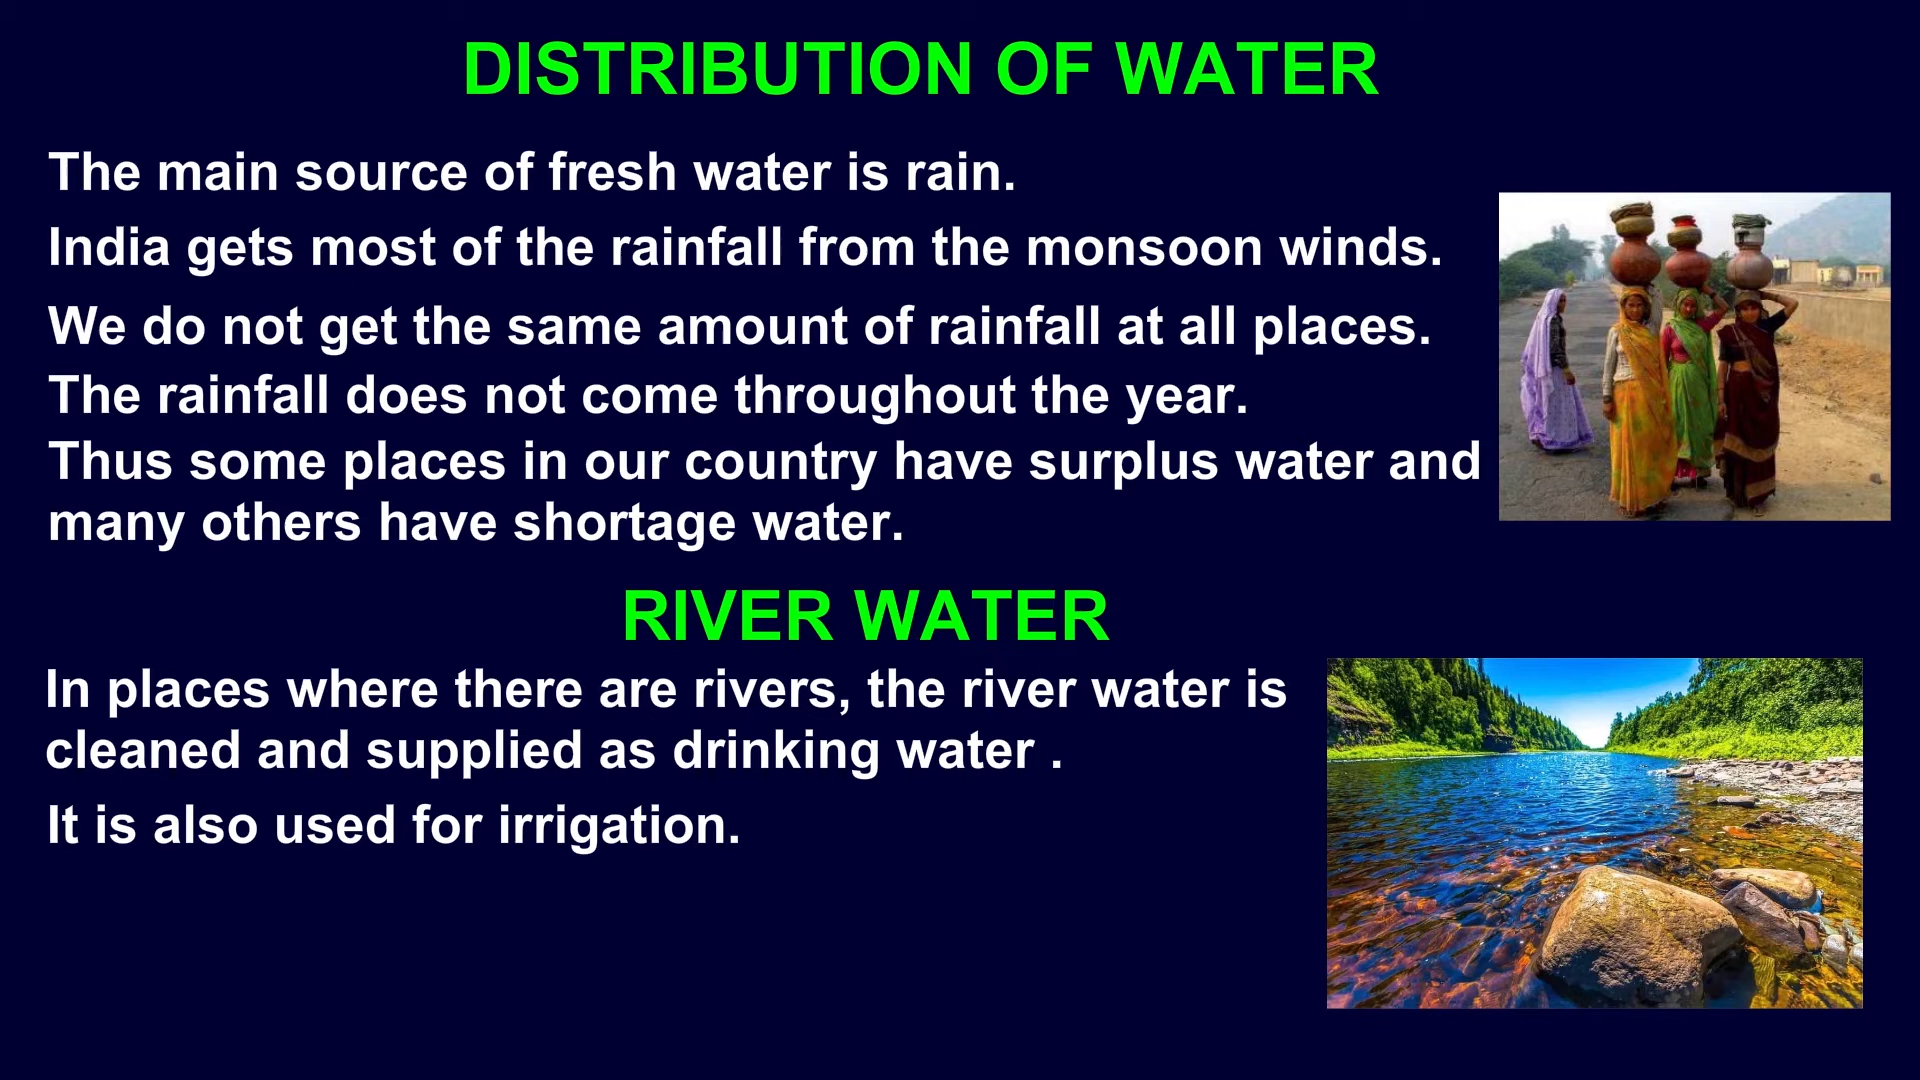 DISTRIBUTION OF WATER
The main source of fresh water is rain.
India gets most of the rainfall from the monsoon winds.
We do not get the same amount of rainfall at all places.
The rainfall does not come throughout the year.
Thus some places in our country have surplus water and
many others have shortage water.
RIVER WATER
In places where there are rivers, the river water is
cleaned and supplied as drinking water .
It is also used for irrigation.